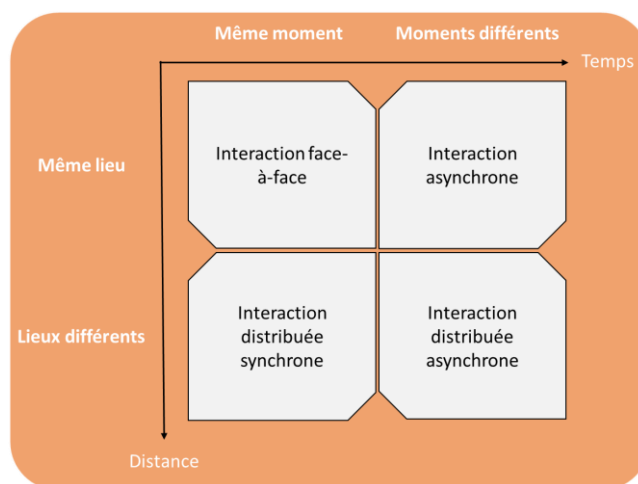 Même moment
Moments différents
Temps
Même lieu
Interaction face-
à-face
Interaction
asynchrone
Lieux différents
Interaction
distribuée
synchrone
Interaction
distribuée
asynchrone
Distance